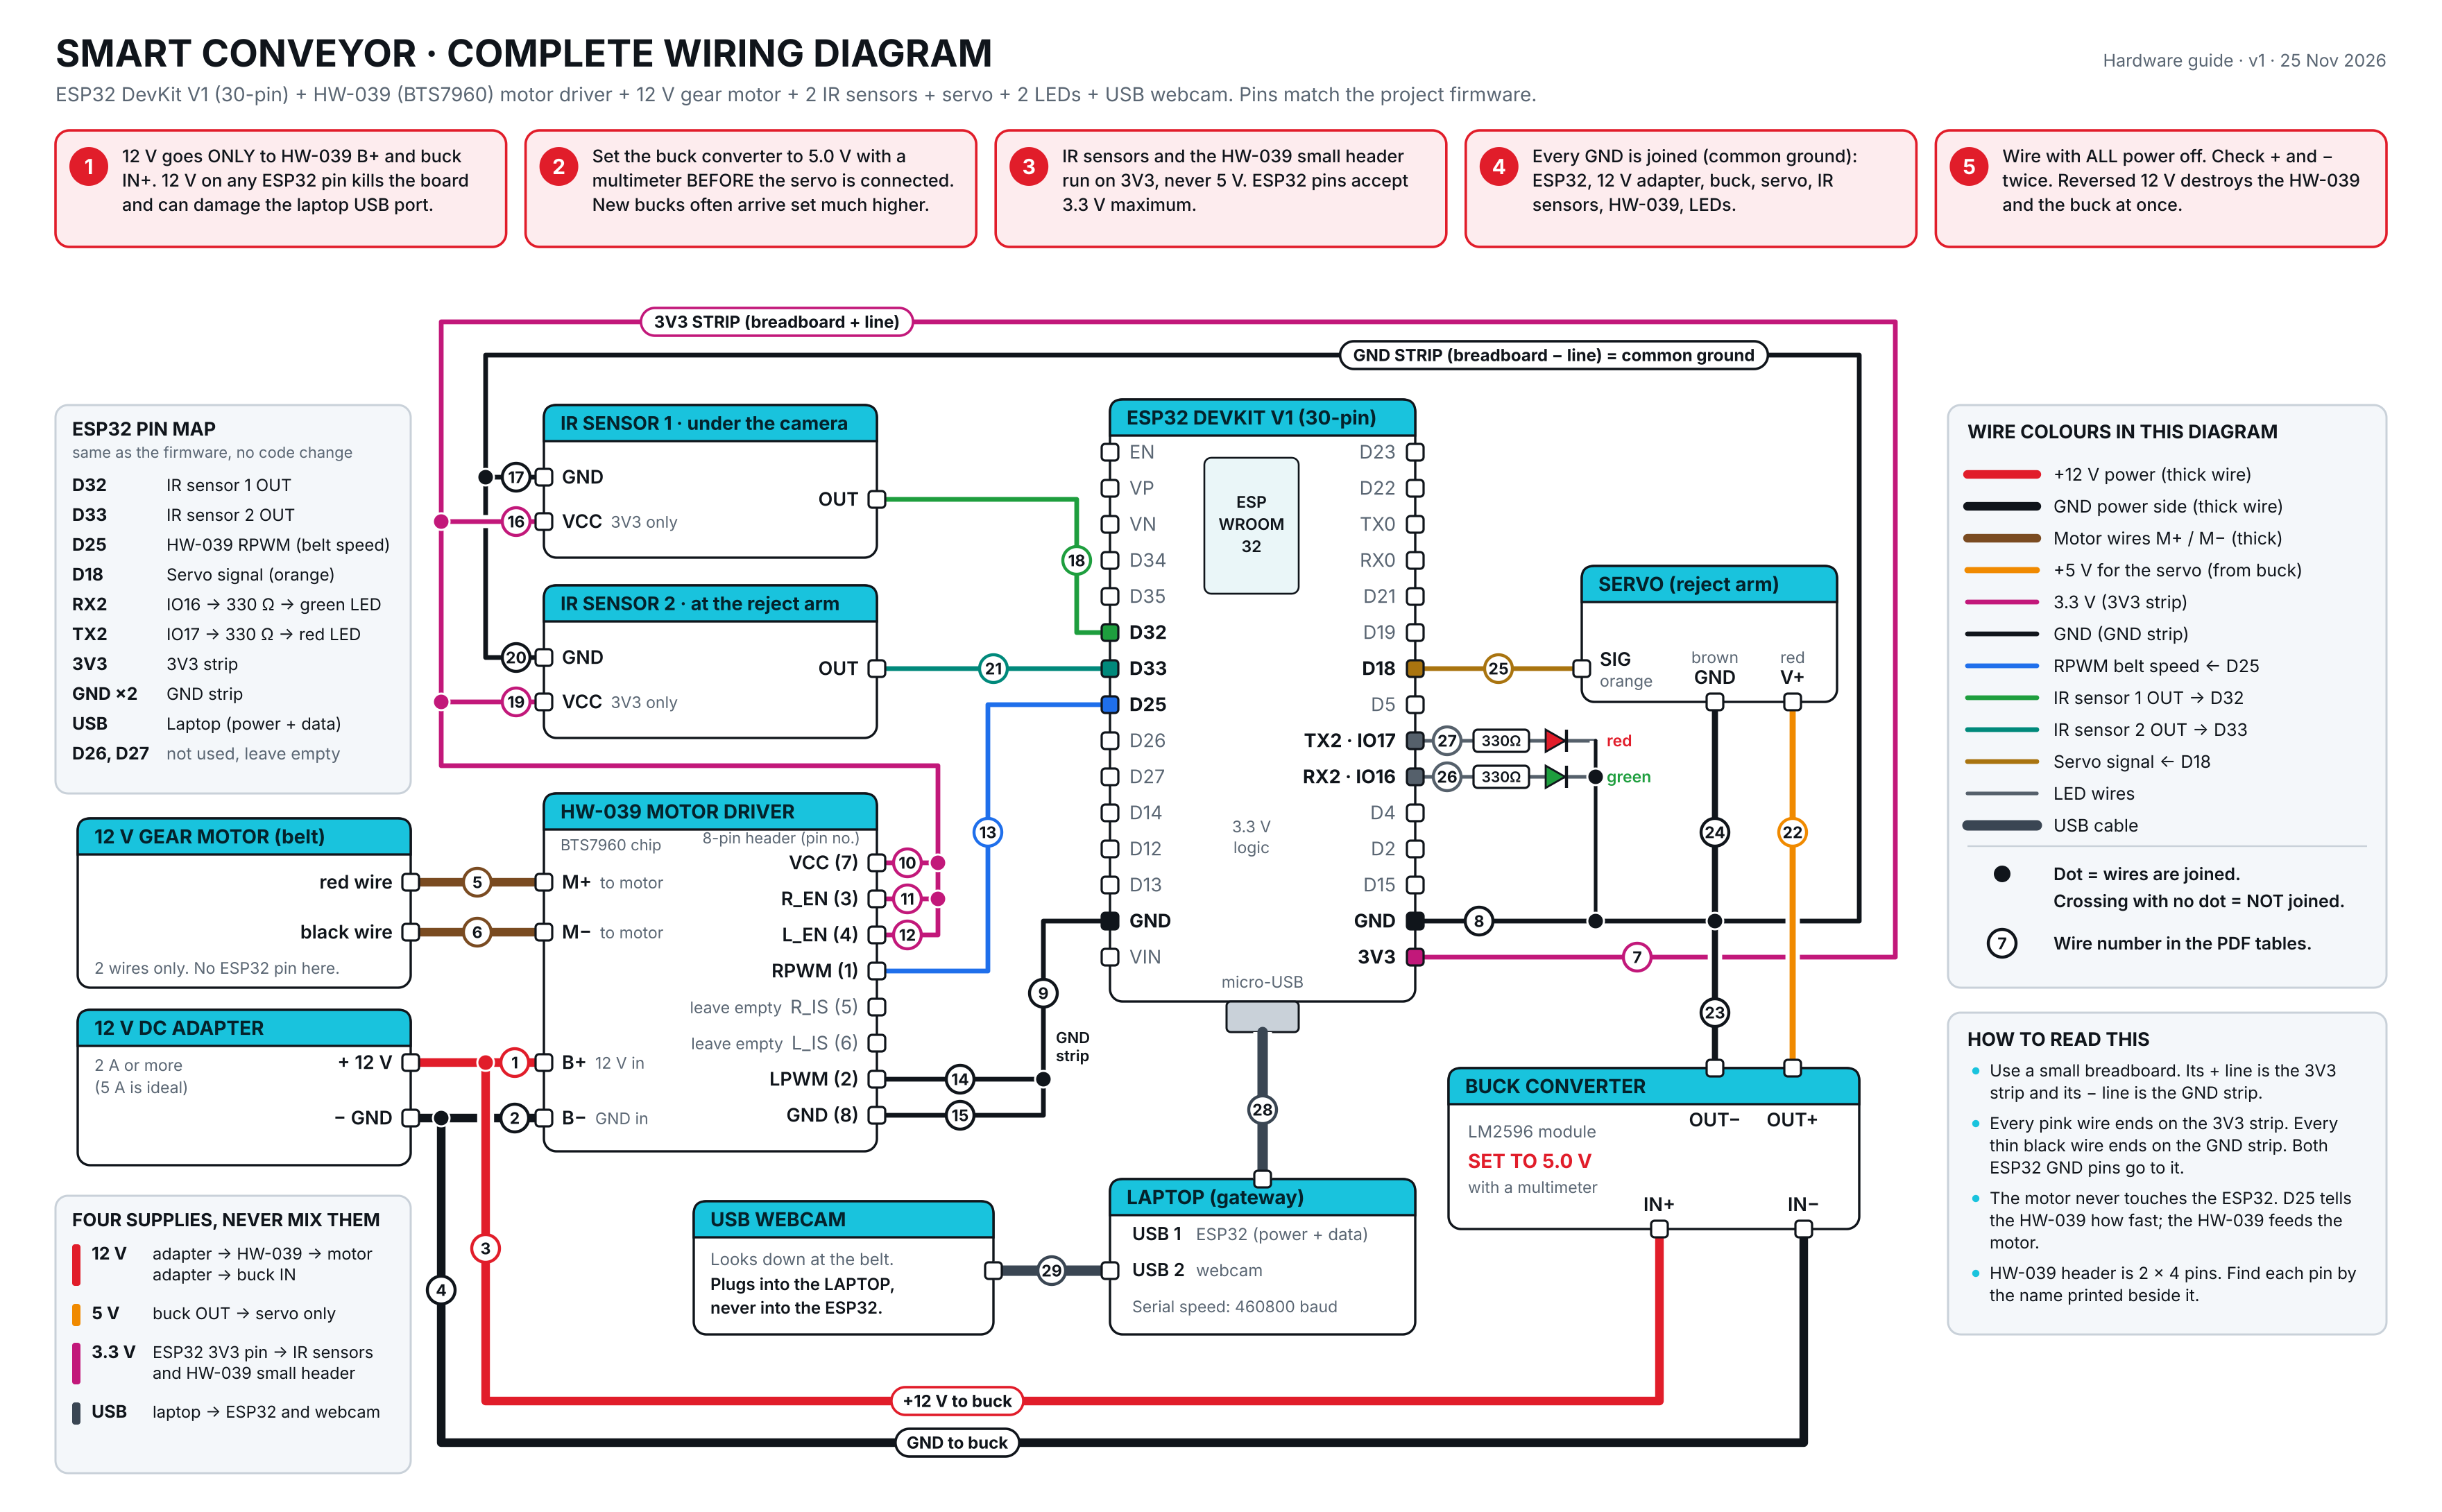 SMART CONVEYOR · COMPLETE WIRING DIAGRAM
Hardware guide · v1 · 25 Nov 2026
ESP32 DevKit V1 (30-pin) + HW-039 (BTS7960) motor driver + 12 V gear motor + 2 IR sensors + servo + 2 LEDs + USB webcam. Pins match the project firmware.
1
12 V goes ONLY to HW-039 B+ and buck
IN+. 12 V on any ESP32 pin kills the board
and can damage the laptop USB port.
2
Set the buck converter to 5.0 V with a
multimeter BEFORE the servo is connected.
New bucks often arrive set much higher.
3
IR sensors and the HW-039 small header
run on 3V3, never 5 V. ESP32 pins accept
3.3 V maximum.
4
Every GND is joined (common ground):
ESP32, 12 V adapter, buck, servo, IR
sensors, HW-039, LEDs.
5
Wire with ALL power off. Check + and −
twice. Reversed 12 V destroys the HW-039
and the buck at once.
3V3 STRIP (breadboard + line)
GND STRIP (breadboard − line) = common ground
ESP32 PIN MAP
same as the firmware, no code change
D32 IR sensor 1 OUT
D33 IR sensor 2 OUT
D25 HW-039 RPWM (belt speed)
D18 Servo signal (orange)
RX2 IO16 → 330 Ω → green LED
TX2 IO17 → 330 Ω → red LED
3V3 3V3 strip
GND ×2 GND strip
USB Laptop (power + data)
D26, D27 not used, leave empty
IR SENSOR 1 · under the camera
17 GND
OUT
16 VCC 3V3 only
18
IR SENSOR 2 · at the reject arm
20 GND
OUT
21
19 VCC 3V3 only
ESP32 DEVKIT V1 (30-pin)
ESP
WROOM
32
EN D23
VP D22
VN TX0
D34 RX0
D35 D21
D32 D19
D33 D18
D25 D5
D26 TX2 · IO17
D27 RX2 · IO16
D14 D4
D12 D2
D13 D15
GND GND
VIN 3V3
3.3 V
logic
micro-USB
25
27 330Ω red
26 330Ω green
8
7
SERVO (reject arm)
SIG
orange
brown
GND
red
V+
24
22
23
WIRE COLOURS IN THIS DIAGRAM
+12 V power (thick wire)
GND power side (thick wire)
Motor wires M+ / M− (thick)
+5 V for the servo (from buck)
3.3 V (3V3 strip)
GND (GND strip)
RPWM belt speed ← D25
IR sensor 1 OUT → D32
IR sensor 2 OUT → D33
Servo signal ← D18
LED wires
USB cable
Dot = wires are joined.
Crossing with no dot = NOT joined.
7 Wire number in the PDF tables.
12 V GEAR MOTOR (belt)
red wire
black wire
2 wires only. No ESP32 pin here.
5
6
HW-039 MOTOR DRIVER
BTS7960 chip
8-pin header (pin no.)
M+ to motor
M− to motor
VCC (7) 10
R_EN (3) 11
L_EN (4) 12
RPWM (1)
leave empty R_IS (5)
leave empty L_IS (6)
LPWM (2) 14
GND (8) 15
B+ 12 V in
B− GND in
13
9
GND
strip
12 V DC ADAPTER
2 A or more
(5 A is ideal)
+ 12 V
− GND
1
2
3
4
FOUR SUPPLIES, NEVER MIX THEM
12 V adapter → HW-039 → motor
adapter → buck IN
5 V buck OUT → servo only
3.3 V ESP32 3V3 pin → IR sensors
and HW-039 small header
USB laptop → ESP32 and webcam
USB WEBCAM
Looks down at the belt.
Plugs into the LAPTOP,
never into the ESP32.
29
28
LAPTOP (gateway)
USB 1 ESP32 (power + data)
USB 2 webcam
Serial speed: 460800 baud
BUCK CONVERTER
OUT− OUT+
LM2596 module
SET TO 5.0 V
with a multimeter
IN+ IN−
+12 V to buck
GND to buck
HOW TO READ THIS
• Use a small breadboard. Its + line is the 3V3
strip and its − line is the GND strip.
• Every pink wire ends on the 3V3 strip. Every
thin black wire ends on the GND strip. Both
ESP32 GND pins go to it.
• The motor never touches the ESP32. D25 tells
the HW-039 how fast; the HW-039 feeds the
motor.
• HW-039 header is 2 × 4 pins. Find each pin by
the name printed beside it.